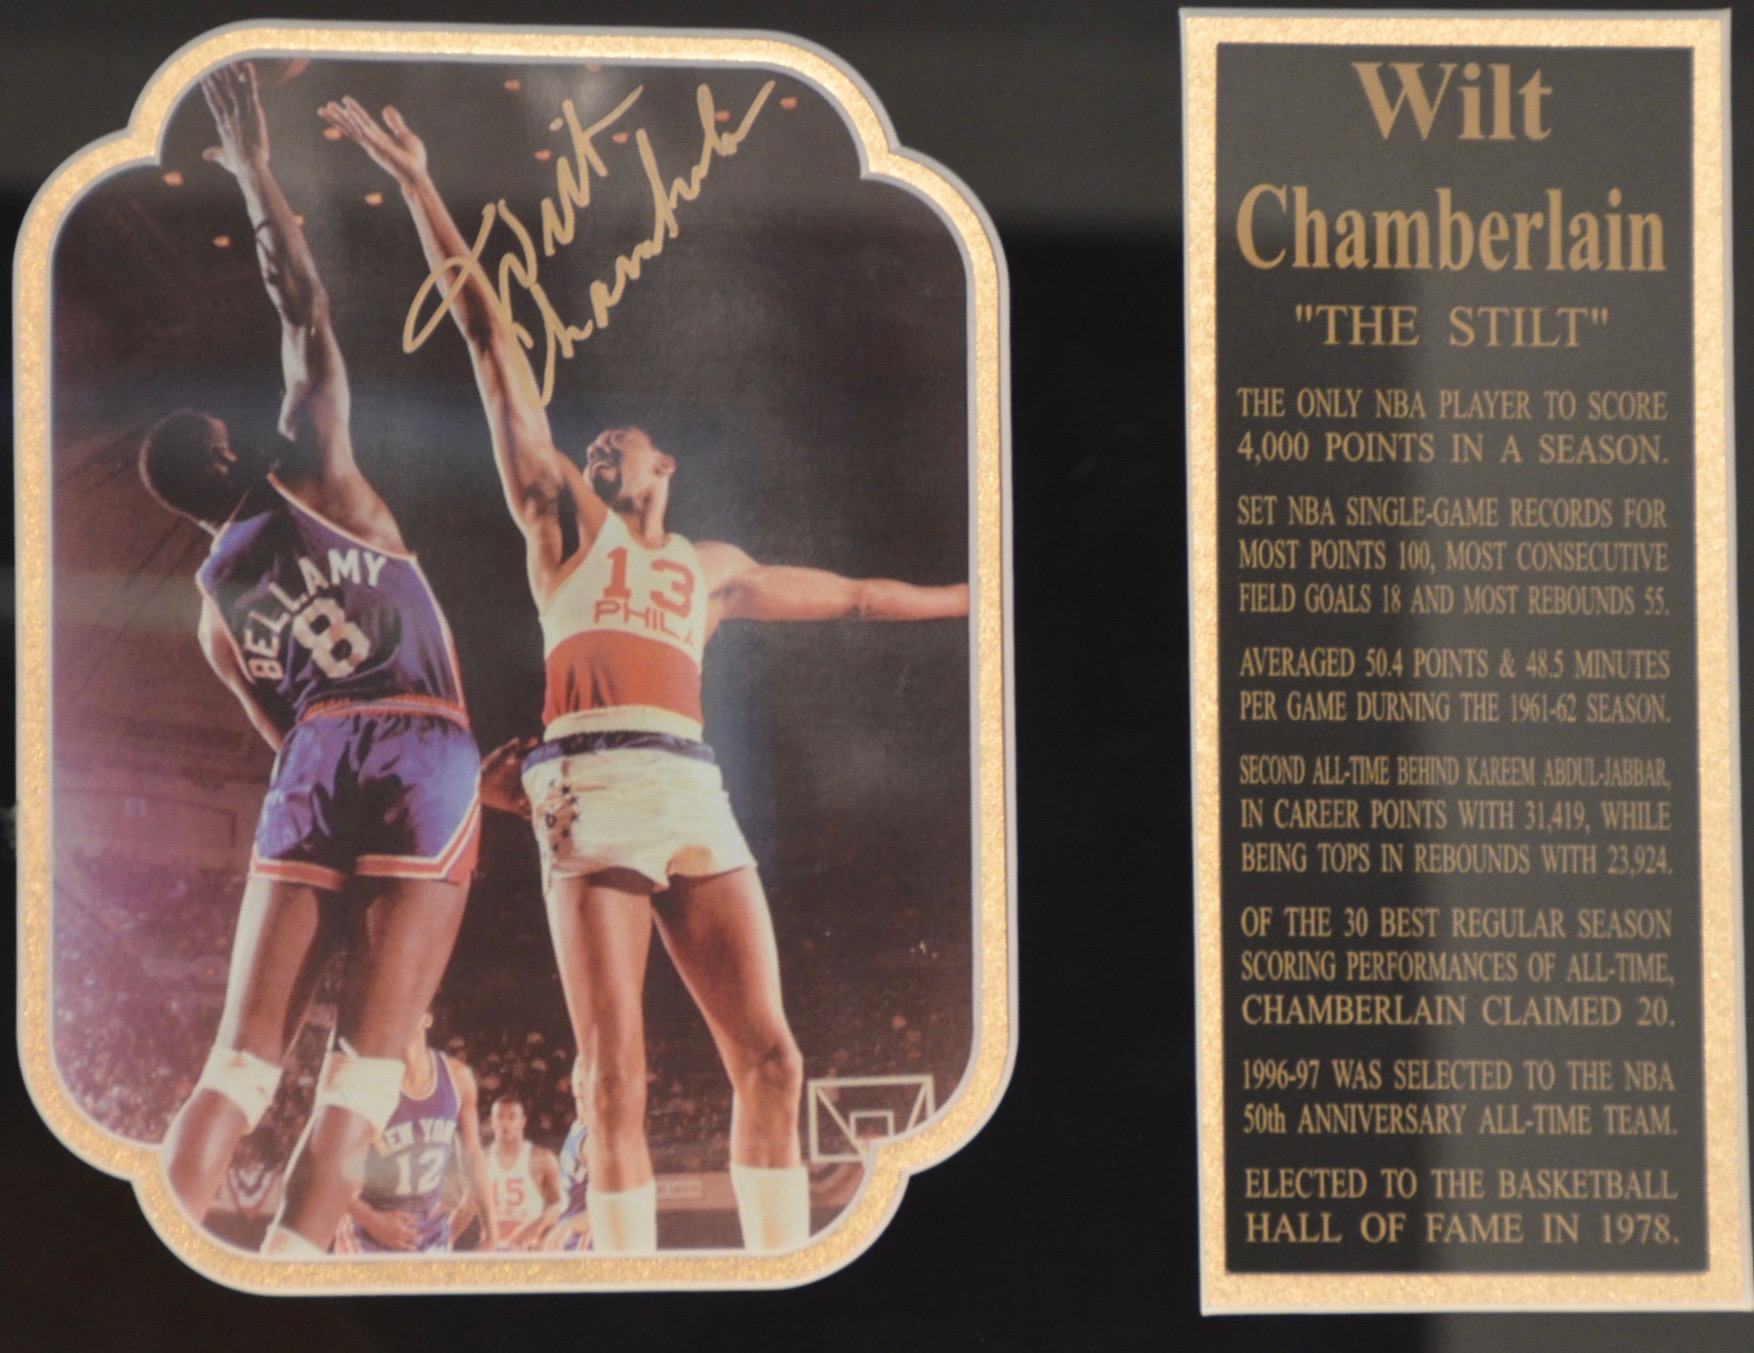 Wilt
Chamberlain
BELLAMY
8
13
PHILA
EW YOR
12
15
Wilt
Chamberlain
"THE STILT"
THE ONLY NBA PLAYER TO SCORE
4,000 POINTS IN A SEASON.
SET NBA SINGLE-GAME RECORDS FOR
MOST POINTS 100, MOST CONSECUTIVE
FIELD GOALS 18 AND MOST REBOUNDS 55.
AVERAGED 50.4 POINTS & 48.5 MINUTES
PER GAME DURNING THE 1961-62 SEASON.
SECOND ALL-TIME BEHIND KAREEM ABDUL-JABBAR,
IN CAREER POINTS WITH 31,419, WHILE
BEING TOPS IN REBOUNDS WITH 23,924.
OF THE 30 BEST REGULAR SEASON
SCORING PERFORMANCES OF ALL-TIME,
CHAMBERLAIN CLAIMED 20.
1996-97 WAS SELECTED TO THE NBA
50th ANNIVERSARY ALL-TIME TEAM.
ELECTED TO THE BASKETBALL
HALL OF FAME IN 1978.